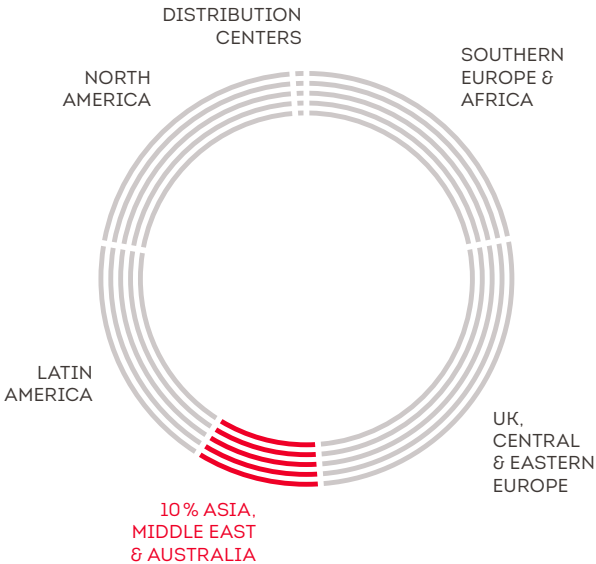 DISTRIBUTION
CENTERS
SOUTHERN
EUROPE &
AFRICA
NORTH
AMERICA
LATIN
AMERICA
UK,
CENTRAL
& EASTERN
EUROPE
10 % ASIA,
MIDDLE EAST
& AUSTRALIA